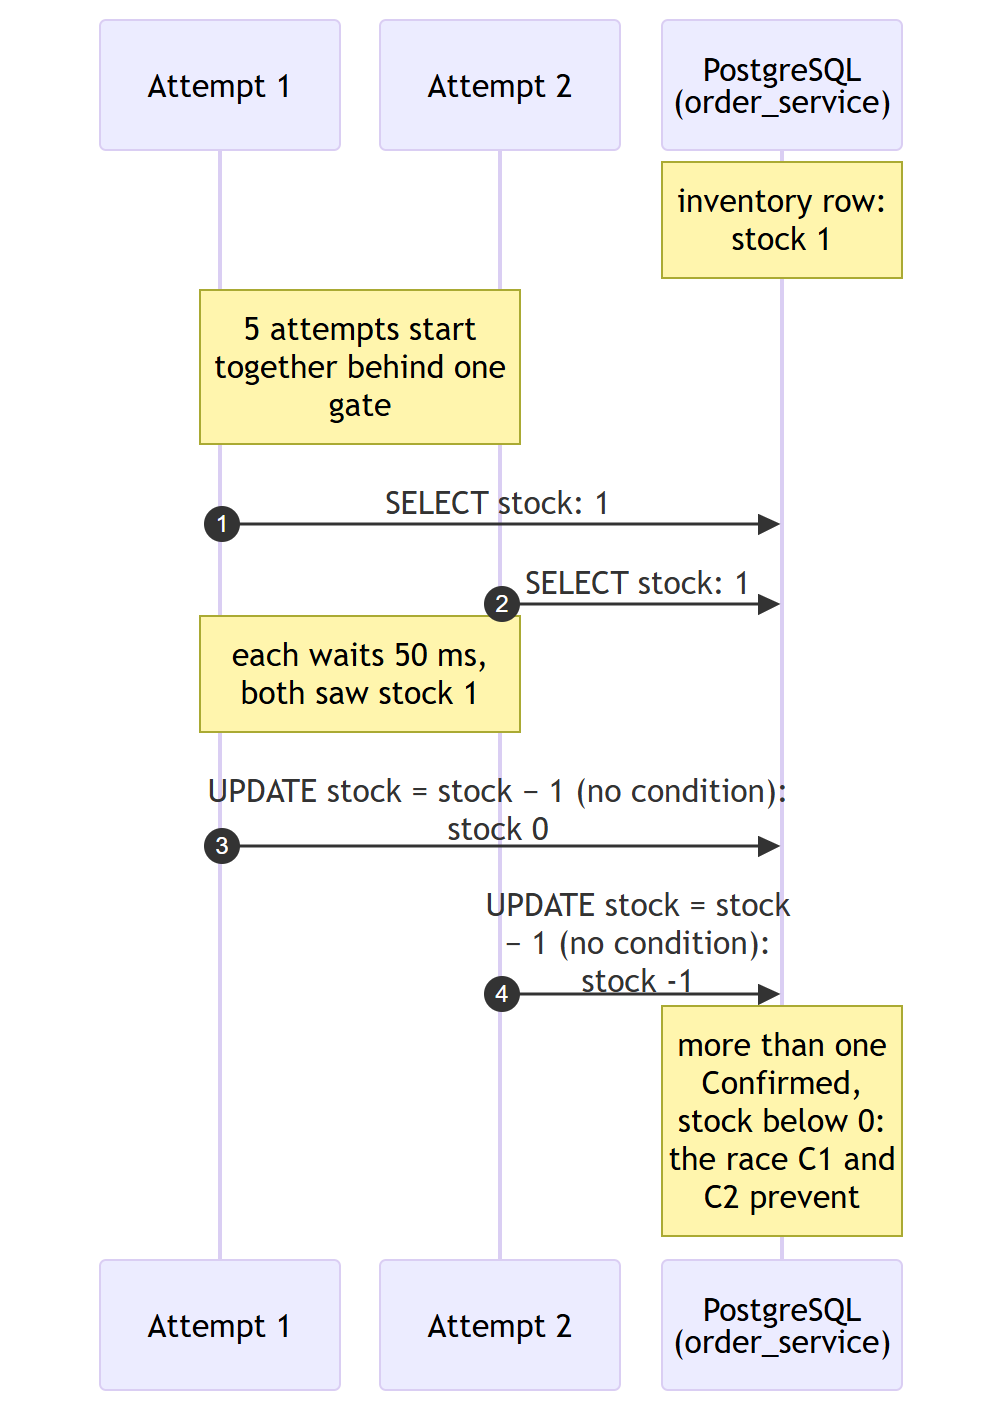 Attempt 1
Attempt 2
PostgreSQL
(order_service)
inventory row:
stock 1
5 attempts start
together behind one
gate
SELECT stock: 1
1
SELECT stock: 1
2
each waits 50 ms,
both saw stock 1
UPDATE stock = stock − 1 (no condition):
stock 0
3
UPDATE stock = stock
− 1 (no condition):
stock -1
4
more than one
Confirmed,
stock below 0:
the race C1 and
C2 prevent
Attempt 1
Attempt 2
PostgreSQL
(order_service)